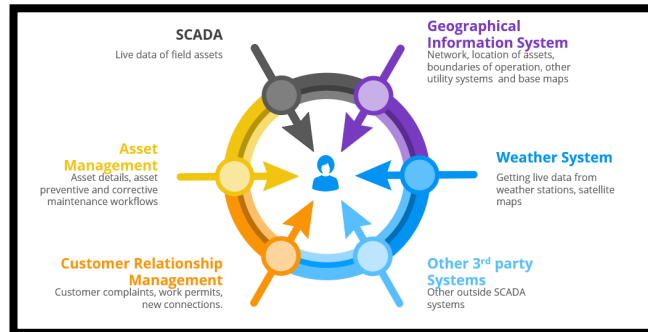 SCADA
Live data of field assets
Geographical
Information System
Network, location of assets,
boundaries of operation, other
utility systems and base maps
Asset
Management
Asset details, asset
preventive and corrective
maintenance workflows
Weather System
Getting live data from
weather stations, satellite
maps
Customer Relationship
Management
Customer complaints, work permits,
new connections.
Other 3rd party
Systems
Other outside SCADA
systems